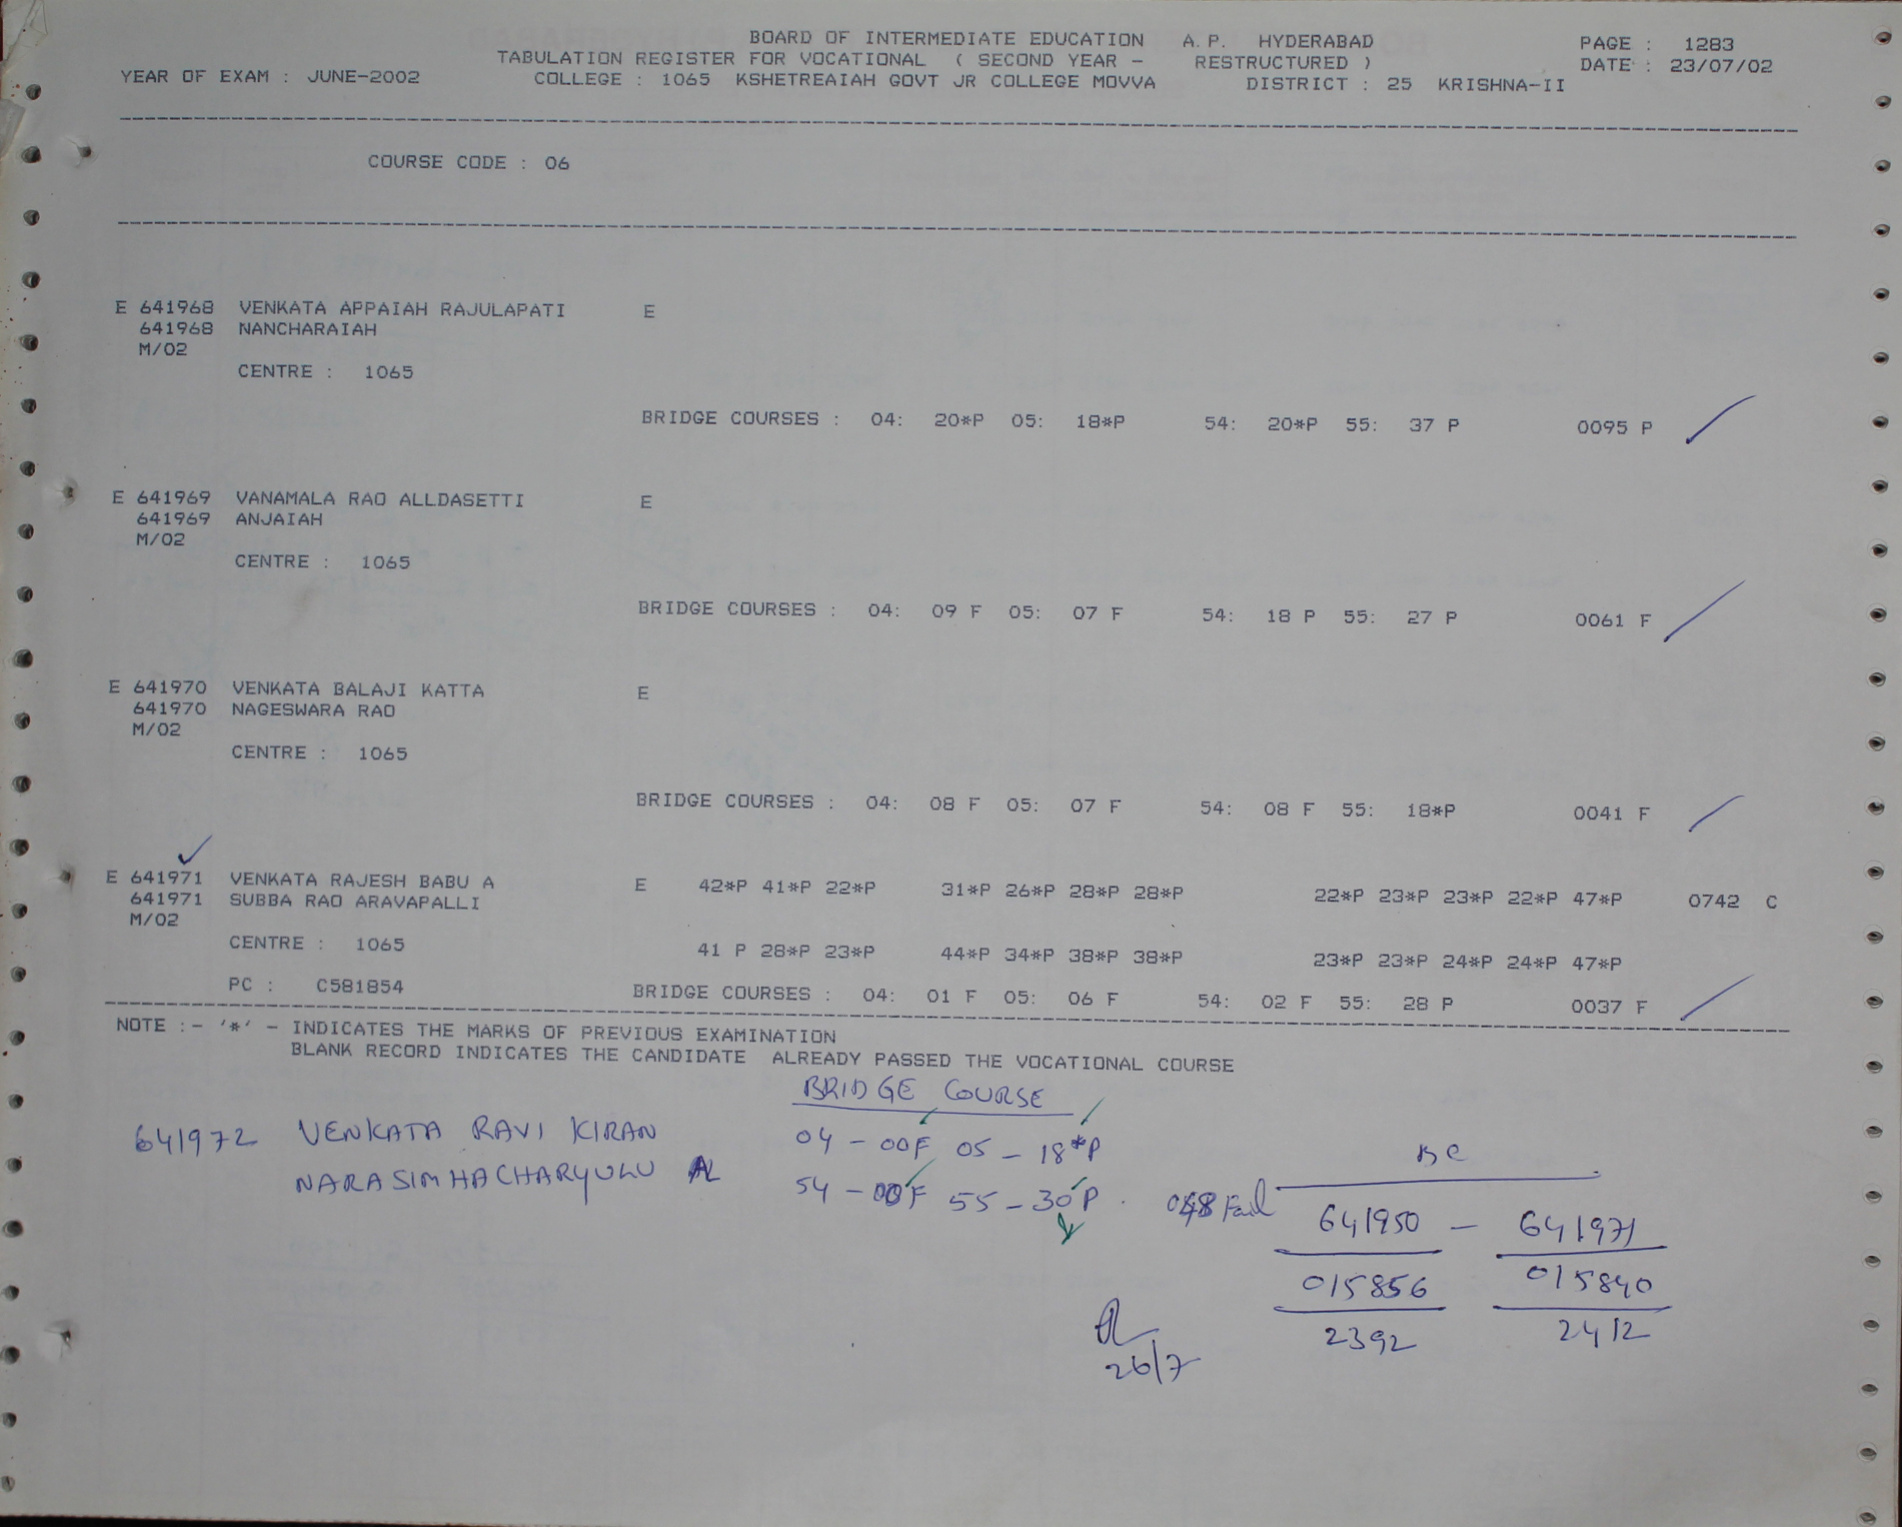 BOARD OF INTERMEDIATE EDUCATION A.P. HYDERABAD PAGE : 1283
TABULATION REGISTER FOR VOCATIONAL ( SECOND YEAR - RESTRUCTURED ) DATE : 23/07/02
YEAR OF EXAM : JUNE-2002 COLLEGE : 1065 KSHETREAIAH GOVT JR COLLEGE MOVVA DISTRICT : 25 KRISHNA-II
COURSE CODE : 06
E 641968 VENKATA APPAIAH RAJULAPATI E
641968 NANCHARAIAH
M/02
CENTRE : 1065
BRIDGE COURSES : 04: 20*P 05: 18*P 54: 20*P 55: 37 P 0095 P
E 641969 VANAMALA RAO ALLDASETTI E
641969 ANJAIAH
M/02
CENTRE : 1065
BRIDGE COURSES : 04: 09 F 05: 07 F 54: 18 P 55: 27 P 0061 F
E 641970 VENKATA BALAJI KATTA E
641970 NAGESWARA RAO
M/02
CENTRE : 1065
BRIDGE COURSES : 04: 08 F 05: 07 F 54: 08 F 55: 18*P 0041 F
E 641971 VENKATA RAJESH BABU A E 42*P 41*P 22*P 31*P 26*P 28*P 28*P 22*P 23*P 23*P 22*P 47*P 0742 C
641971 SUBBA RAO ARAVAPALLI
M/02
CENTRE : 1065 41 P 28*P 23*P 44*P 34*P 38*P 38*P 23*P 23*P 24*P 24*P 47*P
PC : C581854 BRIDGE COURSES : 04: 01 F 05: 06 F 54: 02 F 55: 28 P 0037 F
NOTE :- '*' - INDICATES THE MARKS OF PREVIOUS EXAMINATION
BLANK RECORD INDICATES THE CANDIDATE ALREADY PASSED THE VOCATIONAL COURSE
BRIDGE COURSE
641972 VENKATA RAVI KIRAN 04 - 00F 05 - 18*P
NARASIMHACHARYULU A 54 - 00F 55 - 30 P. 048 Fail
BC
641950 - 641971
015856 015840
2392 2412
26/7